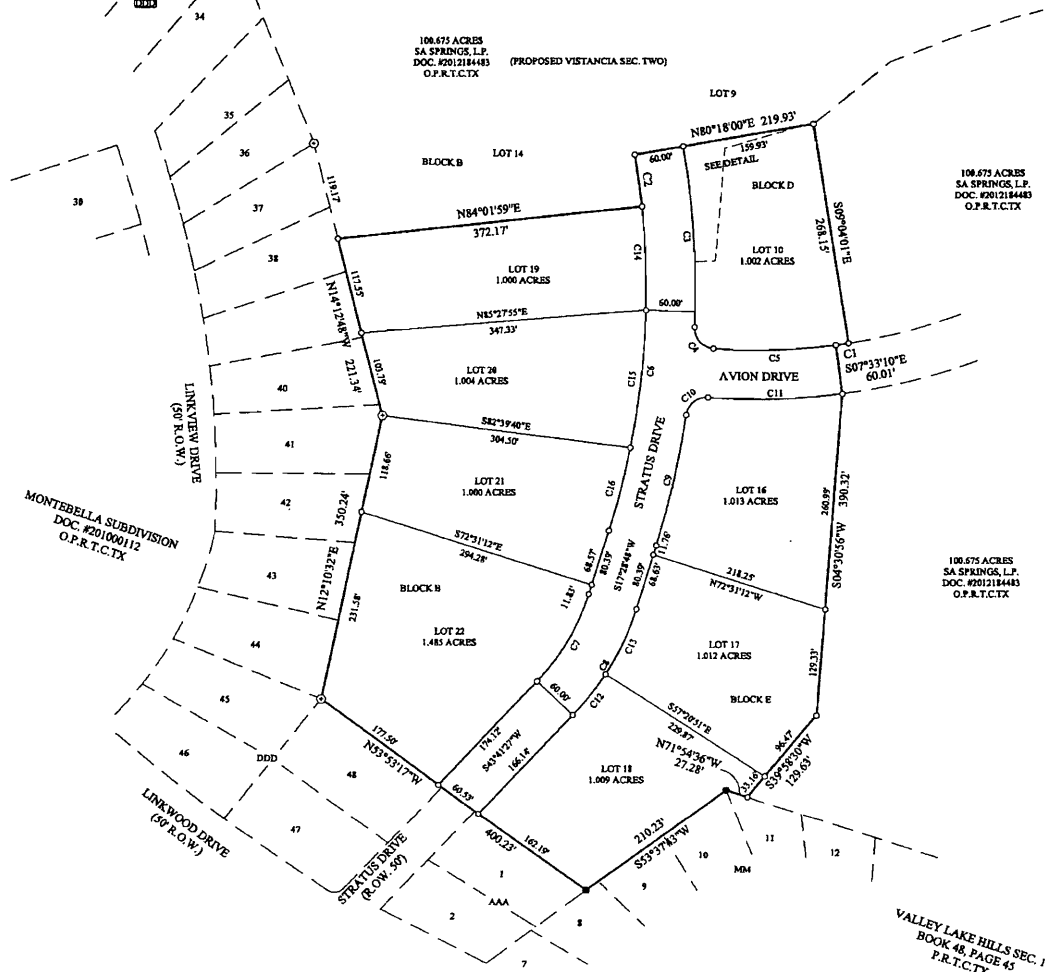 DDD
34
100.675 ACRES
SA SPRINGS, L.P.
DOC. #2012184483
O.P.R.T.C.TX
(PROPOSED VISTANCIA SEC. TWO)
LOT 9
35
36
37
38
30
119.17
BLOCK B
LOT 14
N80°18'00"E 219.93'
60.00'
159.93'
SEE DETAIL
BLOCK D
C2
C3
100.675 ACRES
SA SPRINGS, L.P.
DOC. #2012184483
O.P.R.T.C.TX
N84°01'59"E
372.17'
S09°04'01"E
268.15'
LOT 10
1.002 ACRES
C14
LOT 19
1.000 ACRES
117.55'
N14°12'48"W 221.34'
103.79'
N85°27'55"E
347.33'
60.00'
C4
C5
C1
S07°33'10"E
60.01'
AVION DRIVE
C10
C11
LOT 20
1.004 ACRES
C15
C6
40
41
42
43
44
LINKVIEW DRIVE
(50' R.O.W.)
S82°39'40"E
304.50'
118.66'
N12°10'32"E 350.24'
231.58'
LOT 21
1.000 ACRES
C16
STRATUS DRIVE
C9
LOT 16
1.013 ACRES
260.99'
S04°30'56"W 390.32'
129.33'
MONTEBELLA SUBDIVISION
DOC. #201000112
O.P.R.T.C.TX
S72°31'12"E
294.28'
68.57'
80.39'
S17°28'48"W
80.39'
68.63'
11.76'
11.83'
218.25'
N72°31'12"W
100.675 ACRES
SA SPRINGS, L.P.
DOC. #2012184483
O.P.R.T.C.TX
BLOCK B
LOT 22
1.485 ACRES
C7
C8
C13
C12
60.00'
LOT 17
1.012 ACRES
BLOCK E
S57°20'51"E
229.87'
N71°54'36"W
27.28'
96.47
S39°58'30"W
129.63'
33.16'
45
46
DDD
47
48
177.50'
N53°53'17"W
400.23'
60.53'
162.19'
174.12'
S43°41'27"W
166.14'
LOT 18
1.009 ACRES
210.23'
S53°37'43"W
LINKWOOD DRIVE
(50' R.O.W.)
STRATUS DRIVE
(R.O.W. 50')
1
AAA
2
7
8
9
10
MM
11
12
VALLEY LAKE HILLS SEC. 1
BOOK 48, PAGE 45
P.R.T.C.TX